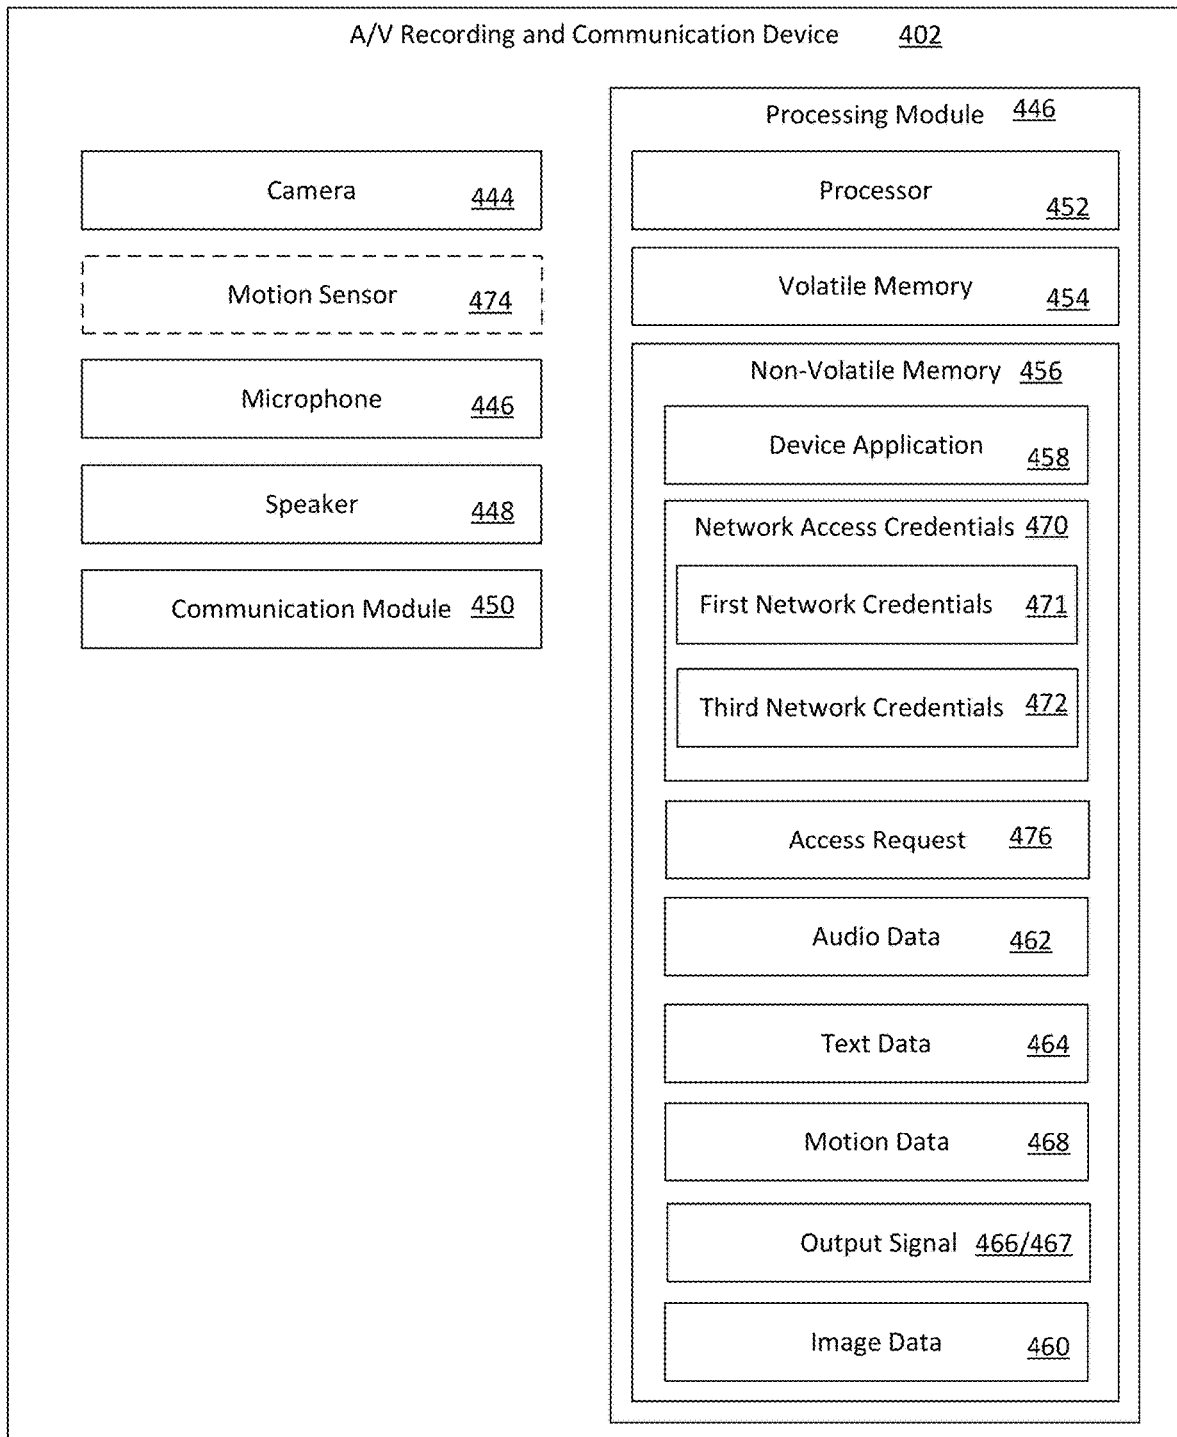 A/V Recording and Communication Device 402
Camera 444
Motion Sensor 474
Microphone 446
Speaker 448
Communication Module 450
Processing Module 446
Processor 452
Volatile Memory 454
Non-Volatile Memory 456
Device Application 458
Network Access Credentials 470
First Network Credentials 471
Third Network Credentials 472
Access Request 476
Audio Data 462
Text Data 464
Motion Data 468
Output Signal 466/467
Image Data 460